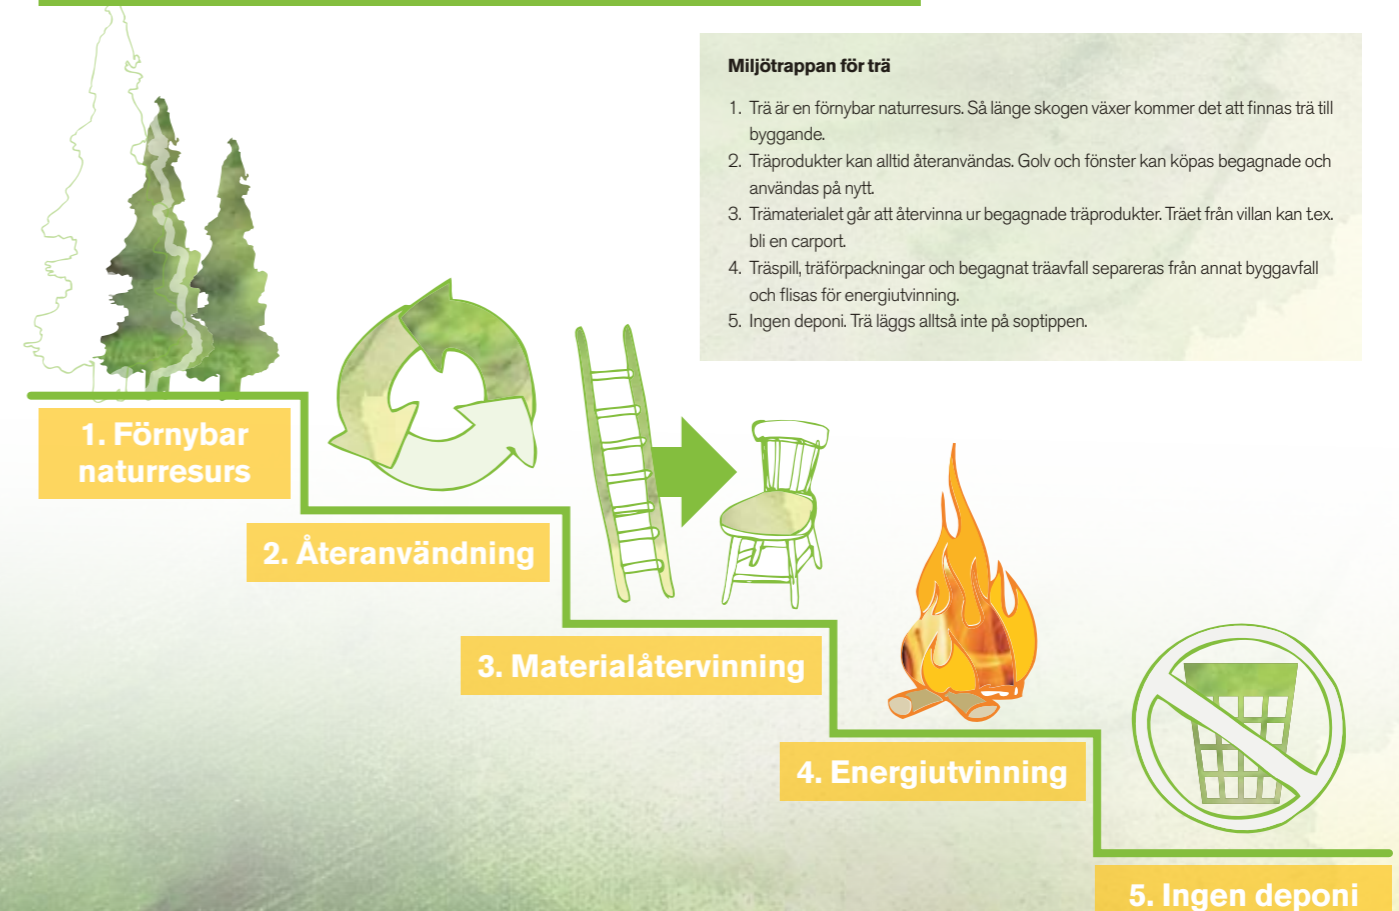 Miljötrappan för trä
1. Trä är en förnybar naturresurs. Så länge skogen växer kommer det att finnas trä till
byggande.
2. Träprodukter kan alltid återanvändas. Golv och fönster kan köpas begagnade och
användas på nytt.
3. Trämaterialet går att återvinna ur begagnade träprodukter. Träet från villan kan t.ex.
bli en carport.
4. Träspill, träförpackningar och begagnat träavfall separeras från annat byggavfall
och flisas för energiutvinning.
5. Ingen deponi. Trä läggs alltså inte på soptippen.
1. Förnybar
naturresurs
2. Återanvändning
3. Materialåtervinning
4. Energiutvinning
5. Ingen deponi